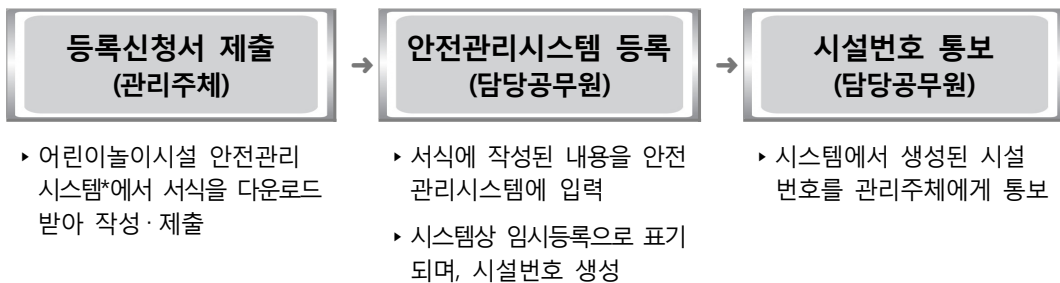 등록신청서 제출
(관리주체)
➜
안전관리시스템 등록
(담당공무원)
➜
시설번호 통보
(담당공무원)
▸ 어린이놀이시설 안전관리
시스템*에서 서식을 다운로드
받아 작성·제출
▸ 서식에 작성된 내용을 안전
관리시스템에 입력
▸ 시스템상 임시등록으로 표기
되며, 시설번호 생성
▸ 시스템에서 생성된 시설
번호를 관리주체에게 통보